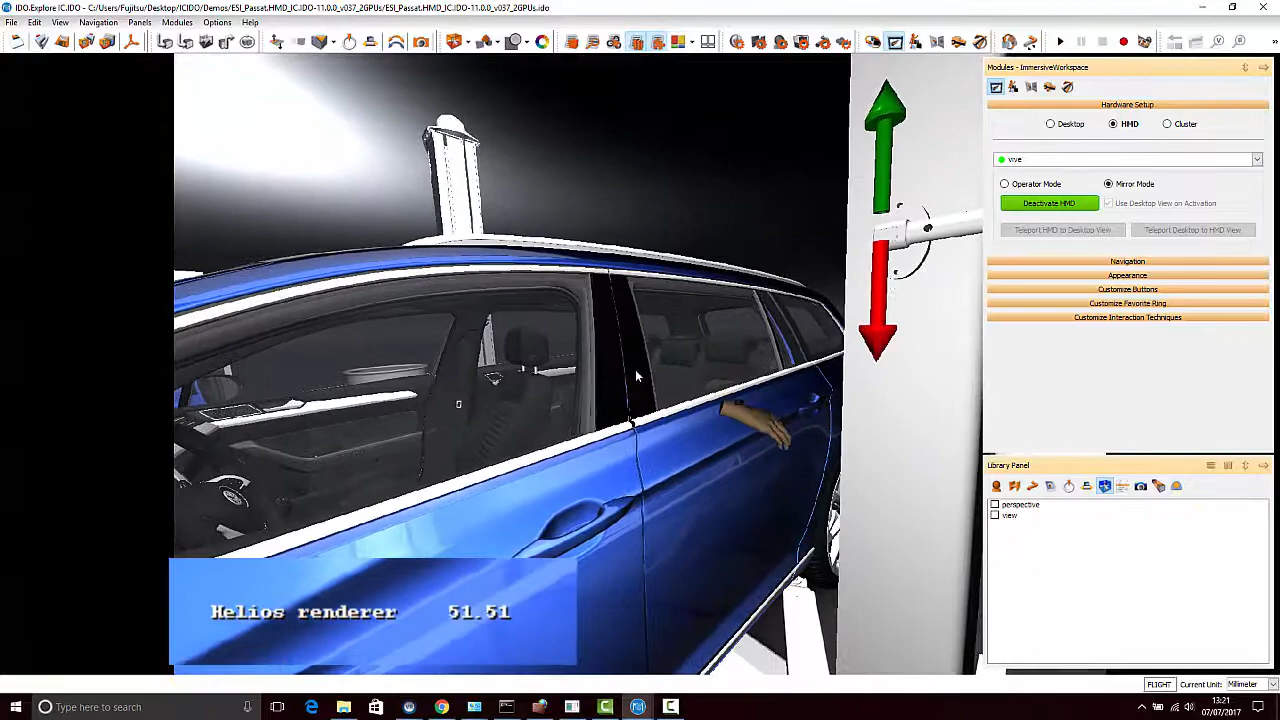 IDO.Explore IC.IDO - C:/Users/Fujitsu/Desktop/ICIDO/Demos/ESI_Passat.HMD_IC.IDO-11.0.0_v037_2GPUs/ESI_Passat.HMD_IC.IDO-11.0.0_v037_2GPUs.ido
File Edit View Navigation Panels Modules Options Help
Modules - ImmersiveWorkspace
Hardware Setup
Desktop HMD Cluster
vive
Operator Mode Mirror Mode
Deactivate HMD Use Desktop View on Activation
Teleport HMD to Desktop View Teleport Desktop to HMD View
Navigation
Appearance
Customize Buttons
Customize Favorite Ring
Customize Interaction Techniques
Library Panel
perspective
view
Helios renderer 51.51
FLIGHT Current Unit: Millimeter
Type here to search
13:21
07/07/2017